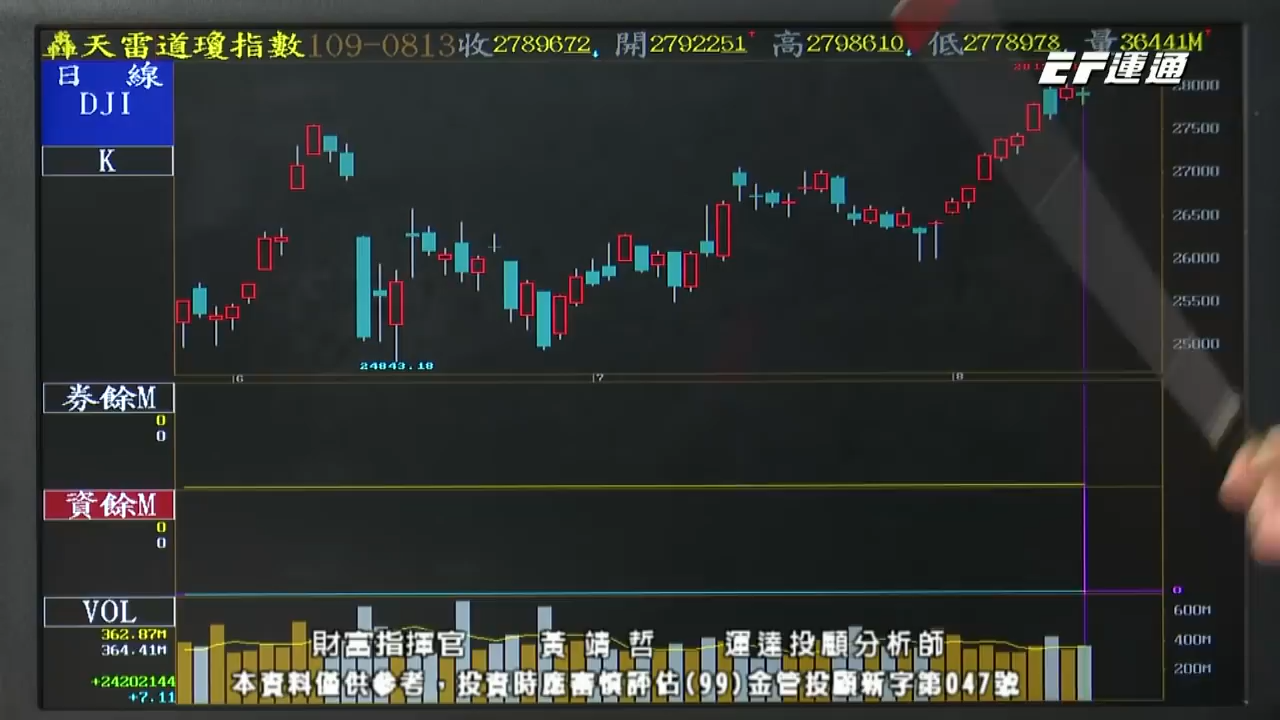 轟天雷道瓊指數109-0813收2789672 開2792251 高2798610 低2778978 量36441M
EF運通
日 線
DJI
K
28000
27500
27000
26500
26000
25500
25000
24843.18
6
7
8
券餘M
0
0
資餘M
0
0
0
VOL
362.87M
364.41M
+24202144
+7.11
600M
400M
200M
財富指揮官 黃靖哲 運達投顧分析師
本資料僅供參考，投資時應審慎評估(99)金管投顧新字第047號